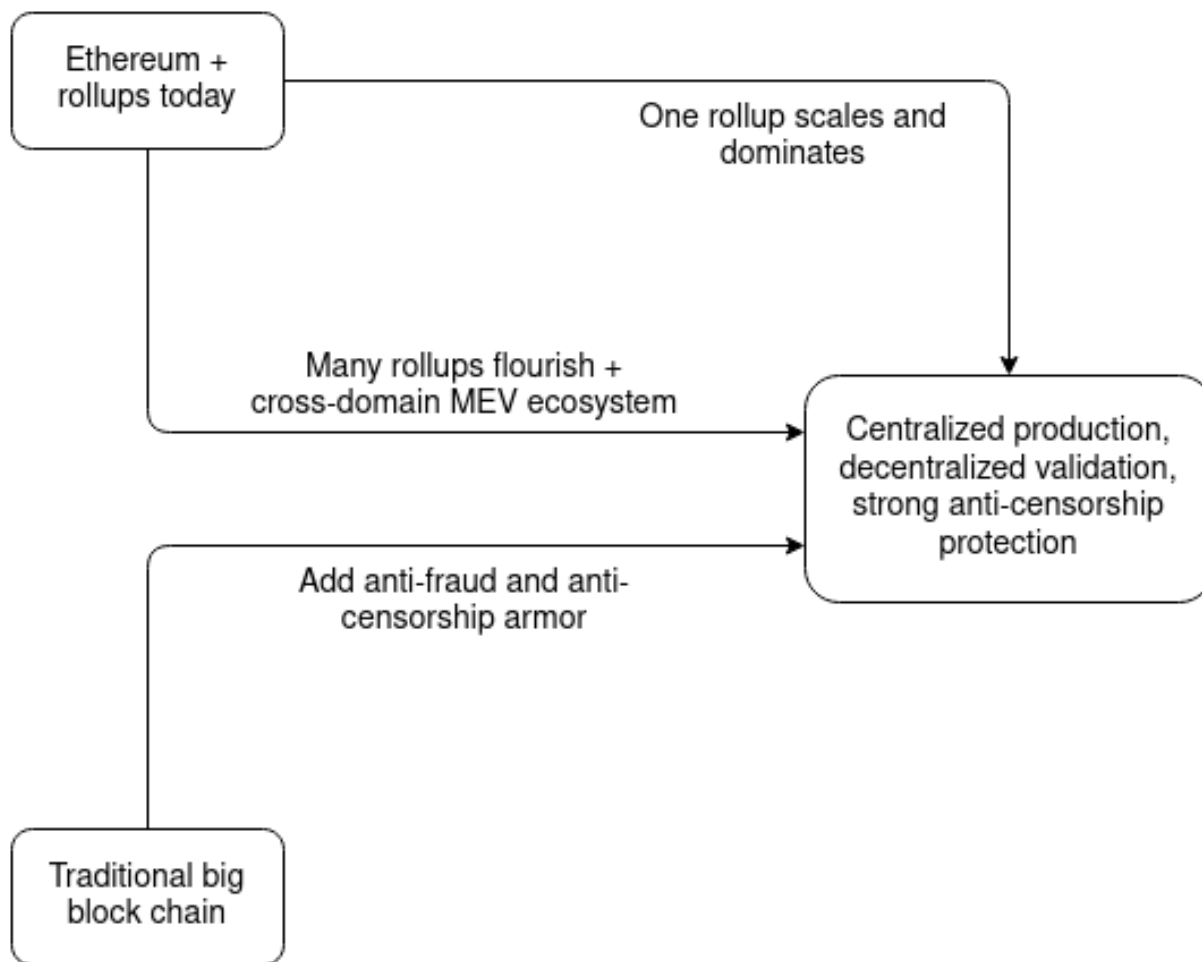 Ethereum +
rollups today
One rollup scales and
dominates
Many rollups flourish +
cross-domain MEV ecosystem
Centralized production,
decentralized validation,
strong anti-censorship
protection
Add anti-fraud and anti-
censorship armor
Traditional big
block chain